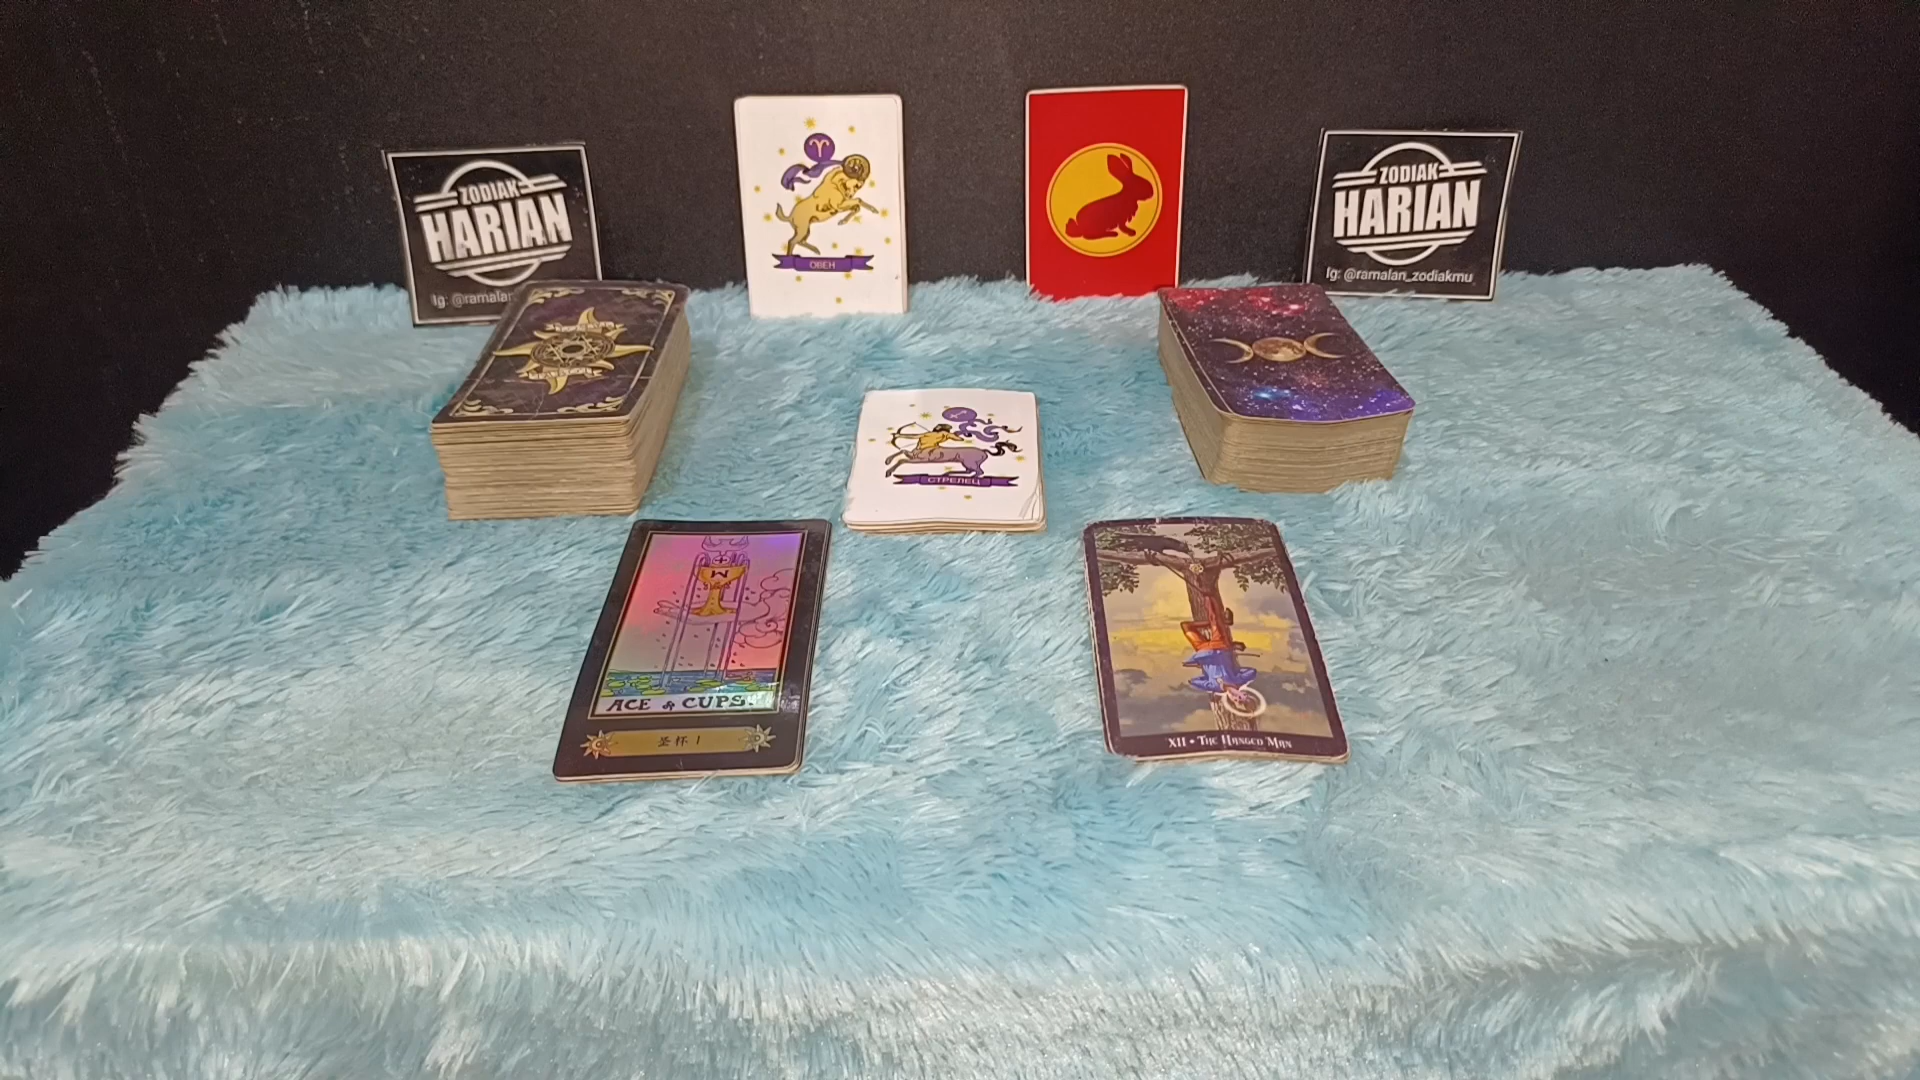 ZODIAK
HARIAN
Ig: @ramalan
ОВЕН
ZODIAK
HARIAN
Ig: @ramalan_zodiakmu
СТРЕЛЕЦ
ACE of CUPS.
圣杯 1
XII • THE HANGED MAN